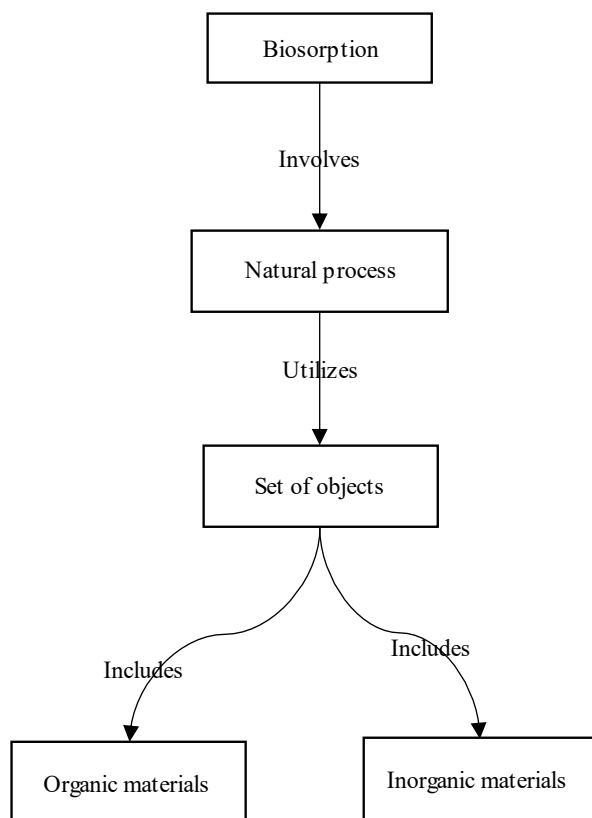 Biosorption
Involves
Natural process
Utilizes
Set of objects
Includes
Includes
Organic materials
Inorganic materials